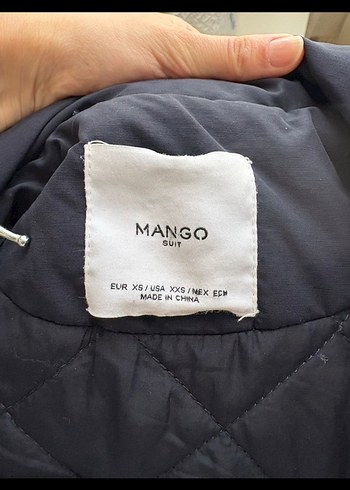 MANGO
SUIT
EUR XS / USA XXS / MEX ECH
MADE IN CHINA